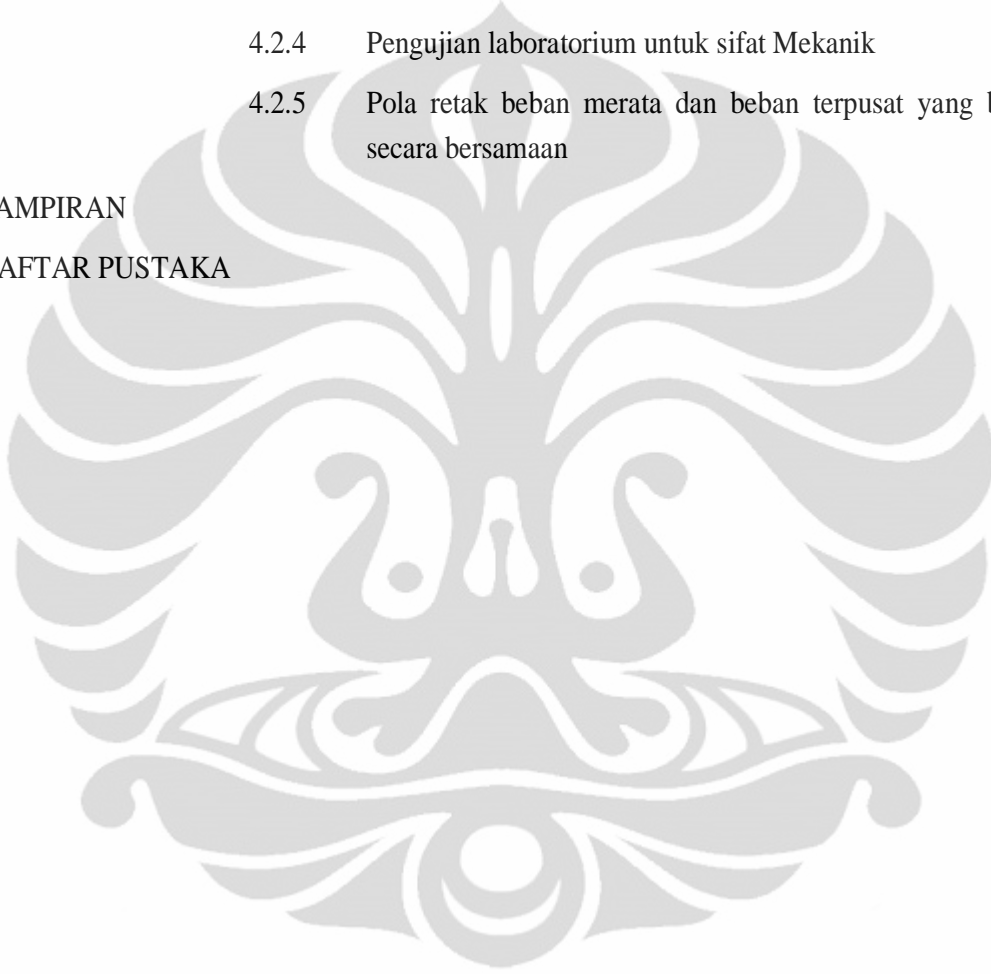 4.2.4 Pengujian laboratorium untuk sifat Mekanik
4.2.5 Pola retak beban merata dan beban terpusat yang
secara bersamaan
AMPIRAN
AFTAR PUSTAKA